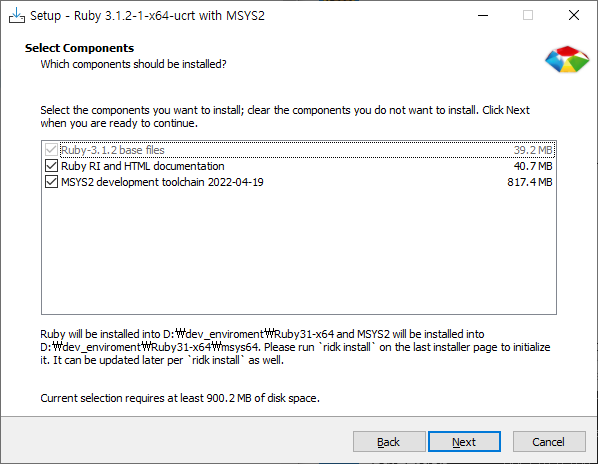 Setup - Ruby 3.1.2-1-x64-ucrt with MSYS2
Select Components
Which components should be installed?
Select the components you want to install; clear the components you do not want to install. Click Next
when you are ready to continue.
Ruby-3.1.2 base files 39.2 MB
Ruby RI and HTML documentation 40.7 MB
MSYS2 development toolchain 2022-04-19 817.4 MB
Ruby will be installed into D:₩dev_enviroment₩Ruby31-x64 and MSYS2 will be installed into
D:₩dev_enviroment₩Ruby31-x64₩msys64. Please run `ridk install` on the last installer page to initialize
it. It can be updated later per `ridk install` as well.
Current selection requires at least 900.2 MB of disk space.
Back Next Cancel